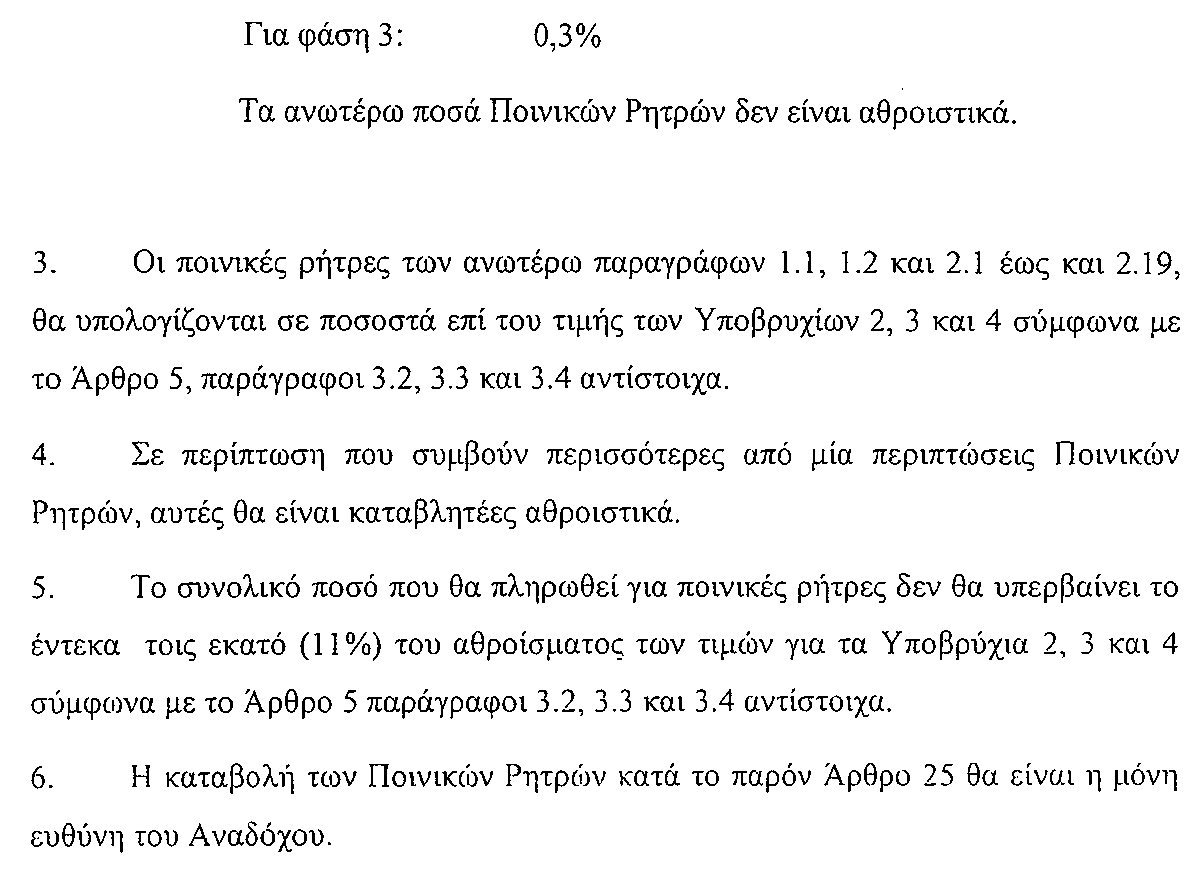 Για φάση 3: 0,3%
Τα ανωτέρω ποσά Ποινικών Ρητρών δεν είναι αθροιστικά.
3. Οι ποινικές ρήτρες των ανωτέρω παραγράφων 1.1, 1.2 και 2.1 έως και 2.19,
θα υπολογίζονται σε ποσοστά επί του τιμής των Υποβρυχίων 2, 3 και 4 σύμφωνα με
το Άρθρο 5, παράγραφοι 3.2, 3.3 και 3.4 αντίστοιχα.
4. Σε περίπτωση που συμβούν περισσότερες από μία περιπτώσεις Ποινικών
Ρητρών, αυτές θα είναι καταβλητέες αθροιστικά.
5. Το συνολικό ποσό που θα πληρωθεί για ποινικές ρήτρες δεν θα υπερβαίνει το
έντεκα τοις εκατό (11%) του αθροίσματος των τιμών για τα Υποβρύχια 2, 3 και 4
σύμφωνα με το Άρθρο 5 παράγραφοι 3.2, 3.3 και 3.4 αντίστοιχα.
6. Η καταβολή των Ποινικών Ρητρών κατά το παρόν Άρθρο 25 θα είναι η μόνη
ευθύνη του Αναδόχου.